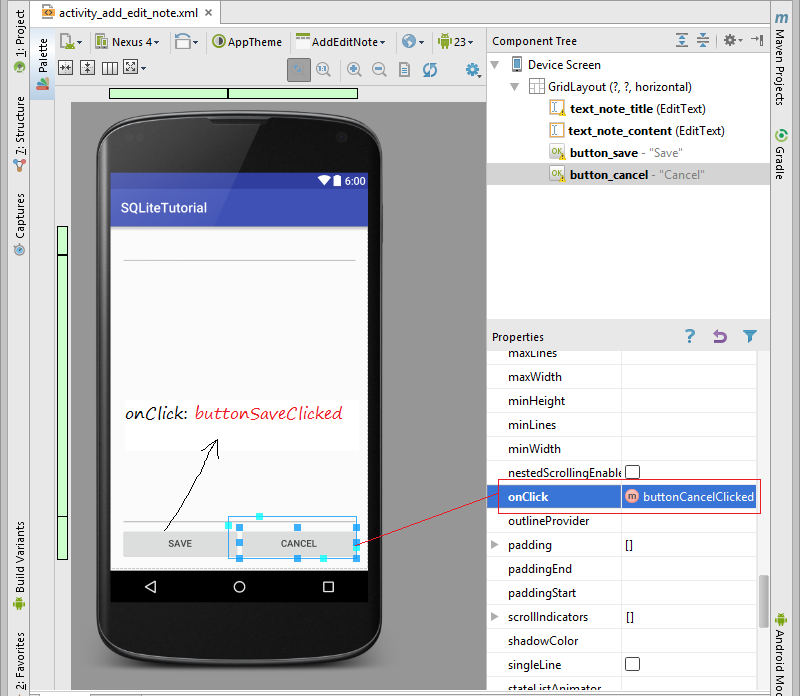 activity_add_edit_note.xml
1: Project
7: Structure
Captures
Build Variants
2: Favorites
Palette
Nexus 4
AppTheme
AddEditNote
23
6:00
SQLiteTutorial
onClick: buttonSaveClicked
SAVE
CANCEL
Component Tree
Device Screen
GridLayout (?, ?, horizontal)
text_note_title (EditText)
text_note_content (EditText)
OK button_save - "Save"
OK button_cancel - "Cancel"
Properties
?
maxLines
maxWidth
minHeight
minLines
minWidth
nestedScrollingEnable
onClick m buttonCancelClicked
outlineProvider
padding []
paddingEnd
paddingStart
scrollIndicators []
shadowColor
singleLine
stateListAnimator
m Maven Projects
Gradle
Android Mod